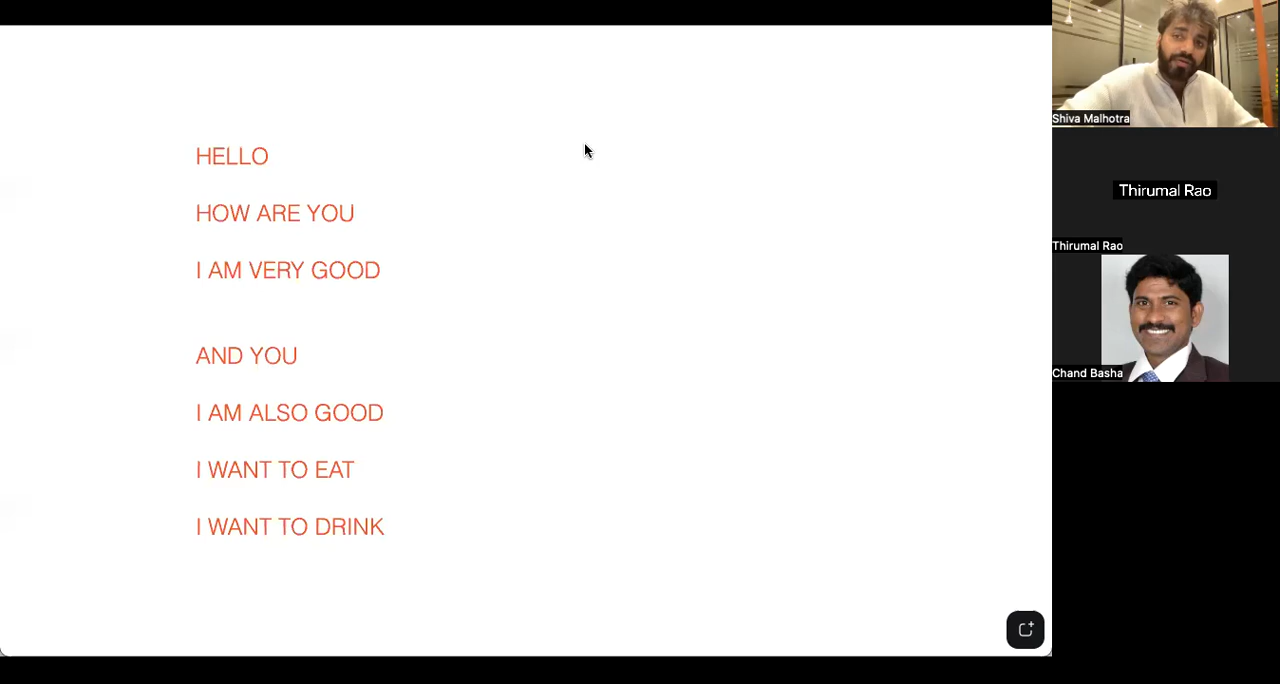 HELLO
HOW ARE YOU
I AM VERY GOOD
AND YOU
I AM ALSO GOOD
I WANT TO EAT
I WANT TO DRINK
Shiva Malhotra
Thirumal Rao
Thirumal Rao
Chand Basha